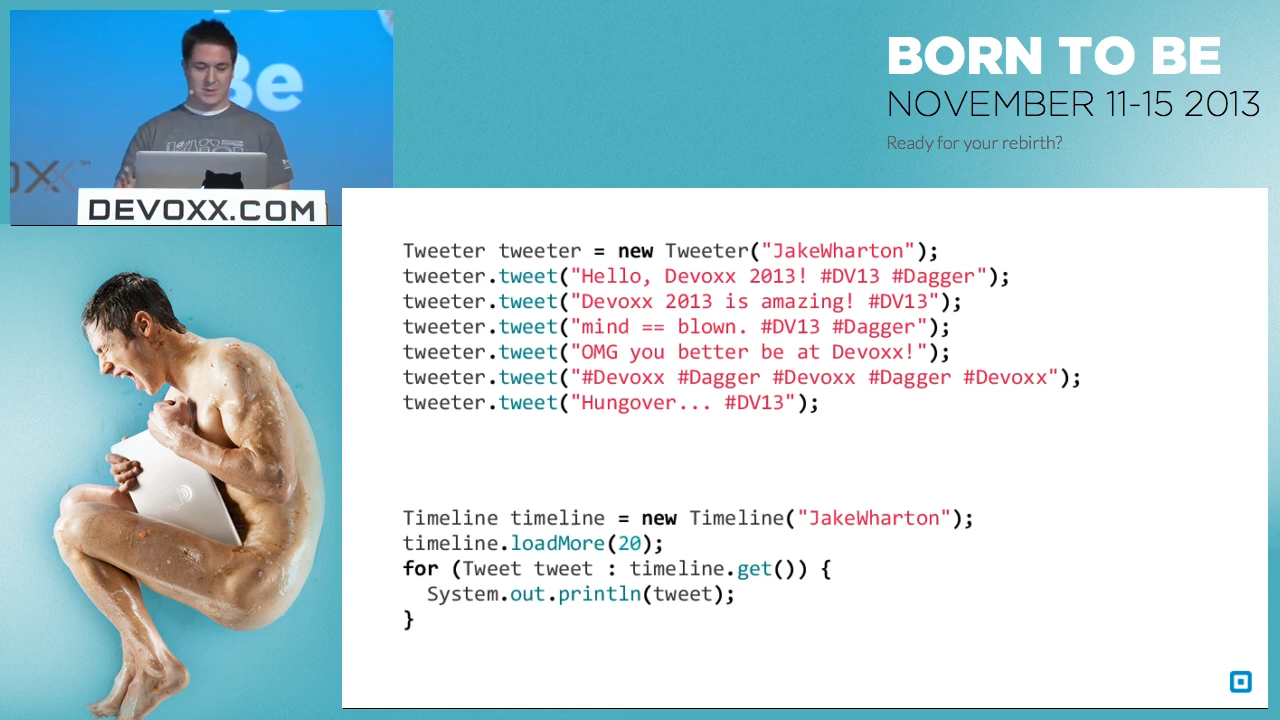 Be
OX
DEVOXX.COM
BORN TO BE
NOVEMBER 11-15 2013
Ready for your rebirth?
Tweeter tweeter = new Tweeter("JakeWharton");
tweeter.tweet("Hello, Devoxx 2013! #DV13 #Dagger");
tweeter.tweet("Devoxx 2013 is amazing! #DV13");
tweeter.tweet("mind == blown. #DV13 #Dagger");
tweeter.tweet("OMG you better be at Devoxx!");
tweeter.tweet("#Devoxx #Dagger #Devoxx #Dagger #Devoxx");
tweeter.tweet("Hungover... #DV13");
Timeline timeline = new Timeline("JakeWharton");
timeline.loadMore(20);
for (Tweet tweet : timeline.get()) {
  System.out.println(tweet);
}